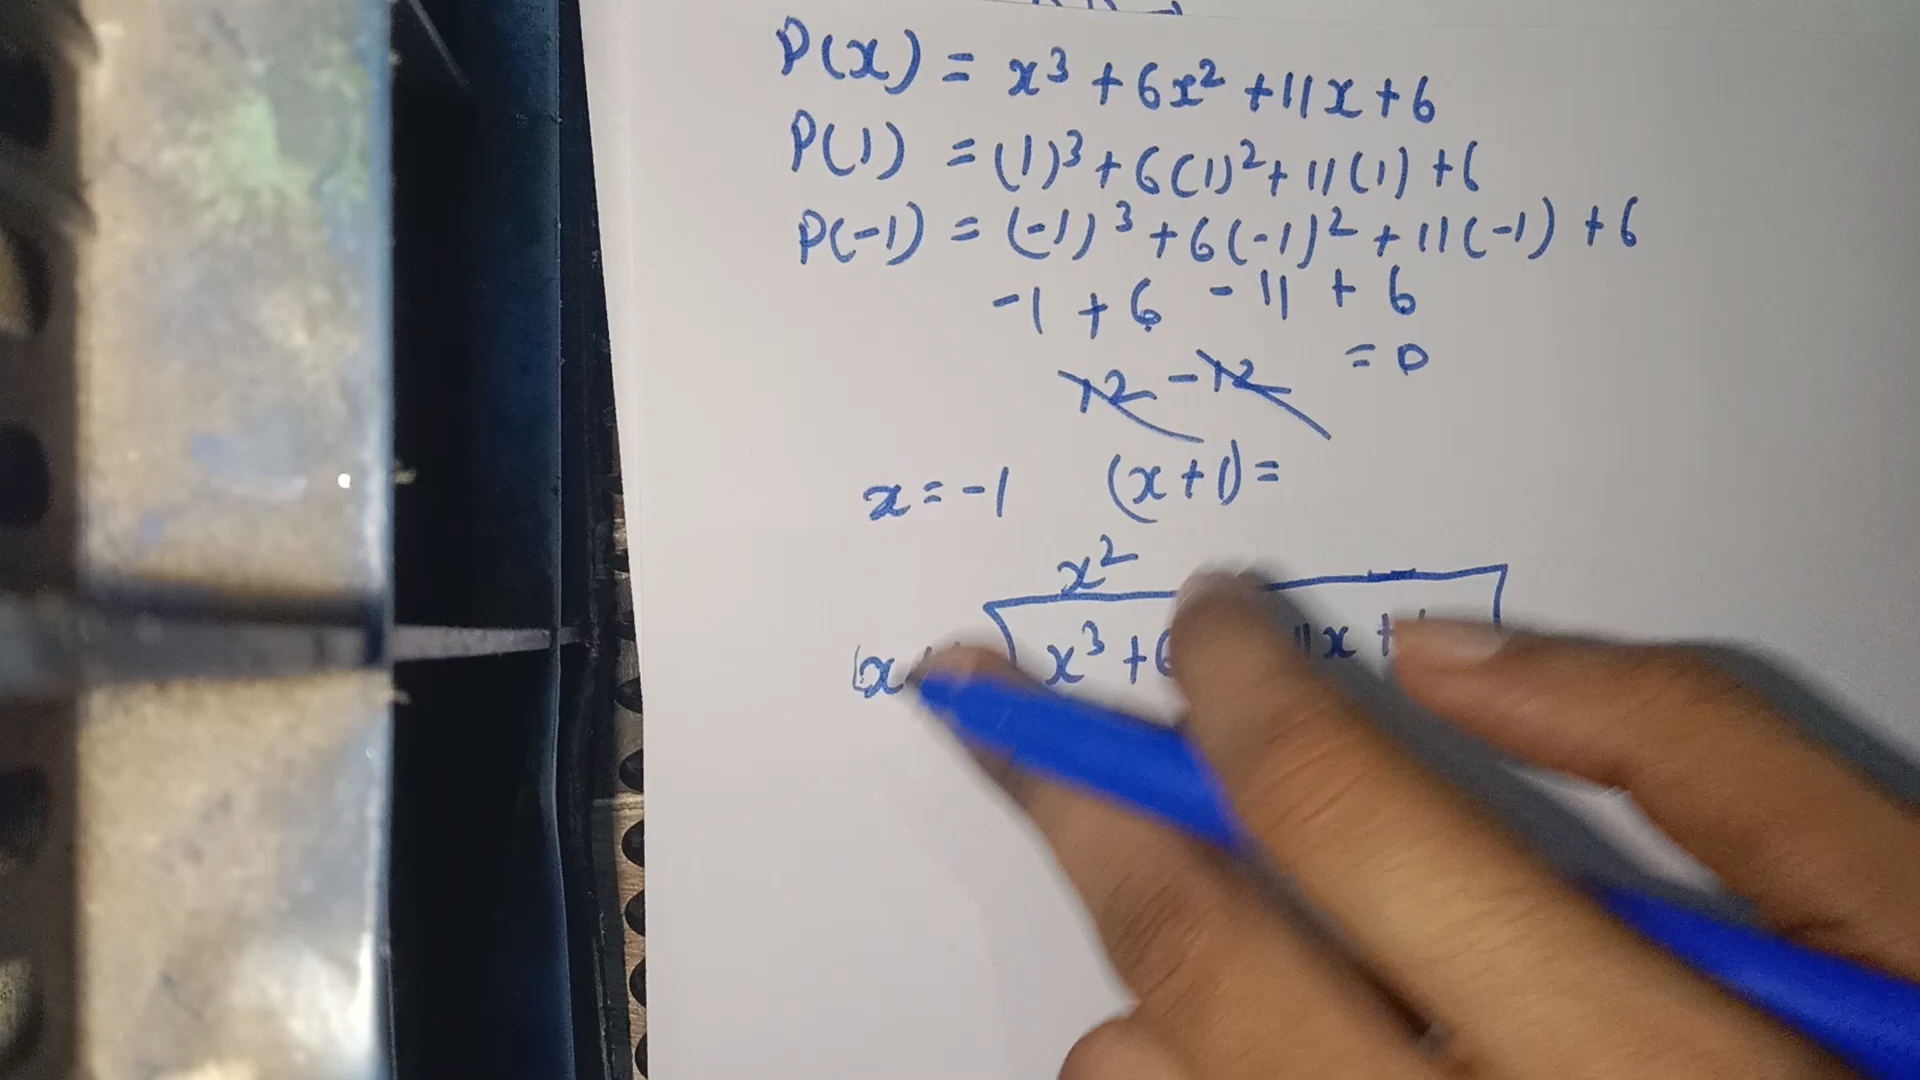 P(x) = x³ + 6x² + 11x + 6
P(1) = (1)³ + 6(1)² + 11(1) + 6
P(-1) = (-1)³ + 6(-1)² + 11(-1) + 6
-1 + 6 - 11 + 6
12 - 12 = 0
x = -1 (x + 1) =
x²
x x³ + 6 11x +